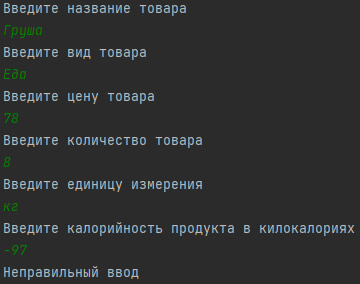 Введите название товара
Груша
Введите вид товара
Еда
Введите цену товара
78
Введите количество товара
8
Введите единицу измерения
кг
Введите калорийность продукта в килокалориях
-97
Неправильный ввод